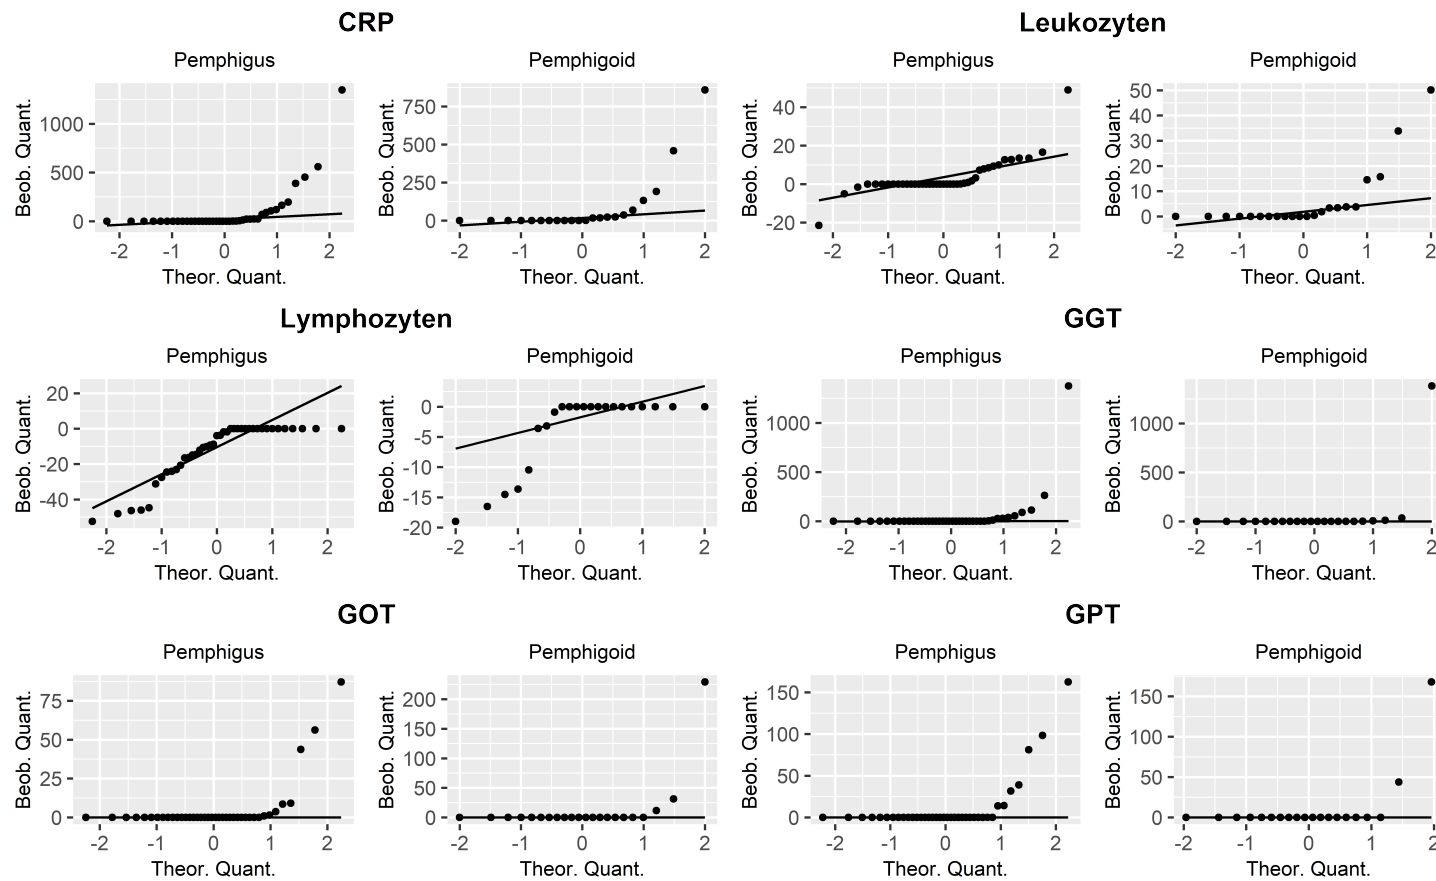 CRP
Leukozyten
Pemphigus
Pemphigoid
Pemphigus
Pemphigoid
Beob. Quant.
1000
500
0
-2 -1 0 1 2
Theor. Quant.
Beob. Quant.
750
500
250
0
-2 -1 0 1 2
Theor. Quant.
Beob. Quant.
40
20
0
-20
-2 -1 0 1 2
Theor. Quant.
Beob. Quant.
50
40
30
20
10
0
-2 -1 0 1 2
Theor. Quant.
Lymphozyten
GGT
Pemphigus
Pemphigoid
Pemphigus
Pemphigoid
Beob. Quant.
20
0
-20
-40
-2 -1 0 1 2
Theor. Quant.
Beob. Quant.
0
-5
-10
-15
-20
-2 -1 0 1 2
Theor. Quant.
Beob. Quant.
1000
500
0
-2 -1 0 1 2
Theor. Quant.
Beob. Quant.
1000
500
0
-2 -1 0 1 2
Theor. Quant.
GOT
GPT
Pemphigus
Pemphigoid
Pemphigus
Pemphigoid
Beob. Quant.
75
50
25
0
-2 -1 0 1 2
Theor. Quant.
Beob. Quant.
200
150
100
50
0
-2 -1 0 1 2
Theor. Quant.
Beob. Quant.
150
100
50
0
-2 -1 0 1 2
Theor. Quant.
Beob. Quant.
150
100
50
0
-2 -1 0 1 2
Theor. Quant.